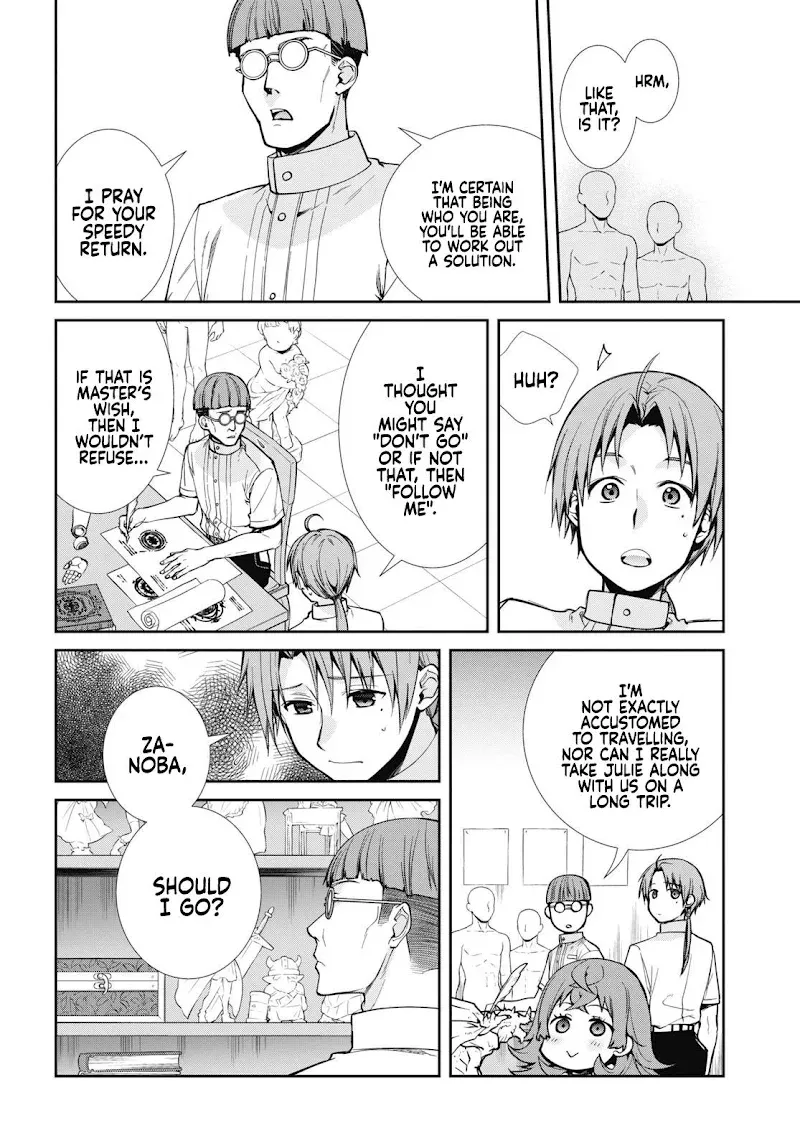 HRM,
LIKE
THAT,
IS IT?
I'M CERTAIN
THAT BEING
WHO YOU ARE,
YOU'LL BE ABLE
TO WORK OUT
A SOLUTION.
I PRAY
FOR YOUR
SPEEDY
RETURN.
HUH?
I
THOUGHT
YOU
MIGHT SAY
"DON'T GO"
OR IF NOT
THAT, THEN
"FOLLOW
ME".
IF THAT IS
MASTER'S
WISH,
THEN I
WOULDN'T
REFUSE...
I'M
NOT EXACTLY
ACCUSTOMED
TO TRAVELLING,
NOR CAN I REALLY
TAKE JULIE ALONG
WITH US ON A
LONG TRIP.
ZA-
NOBA,
SHOULD
I GO?